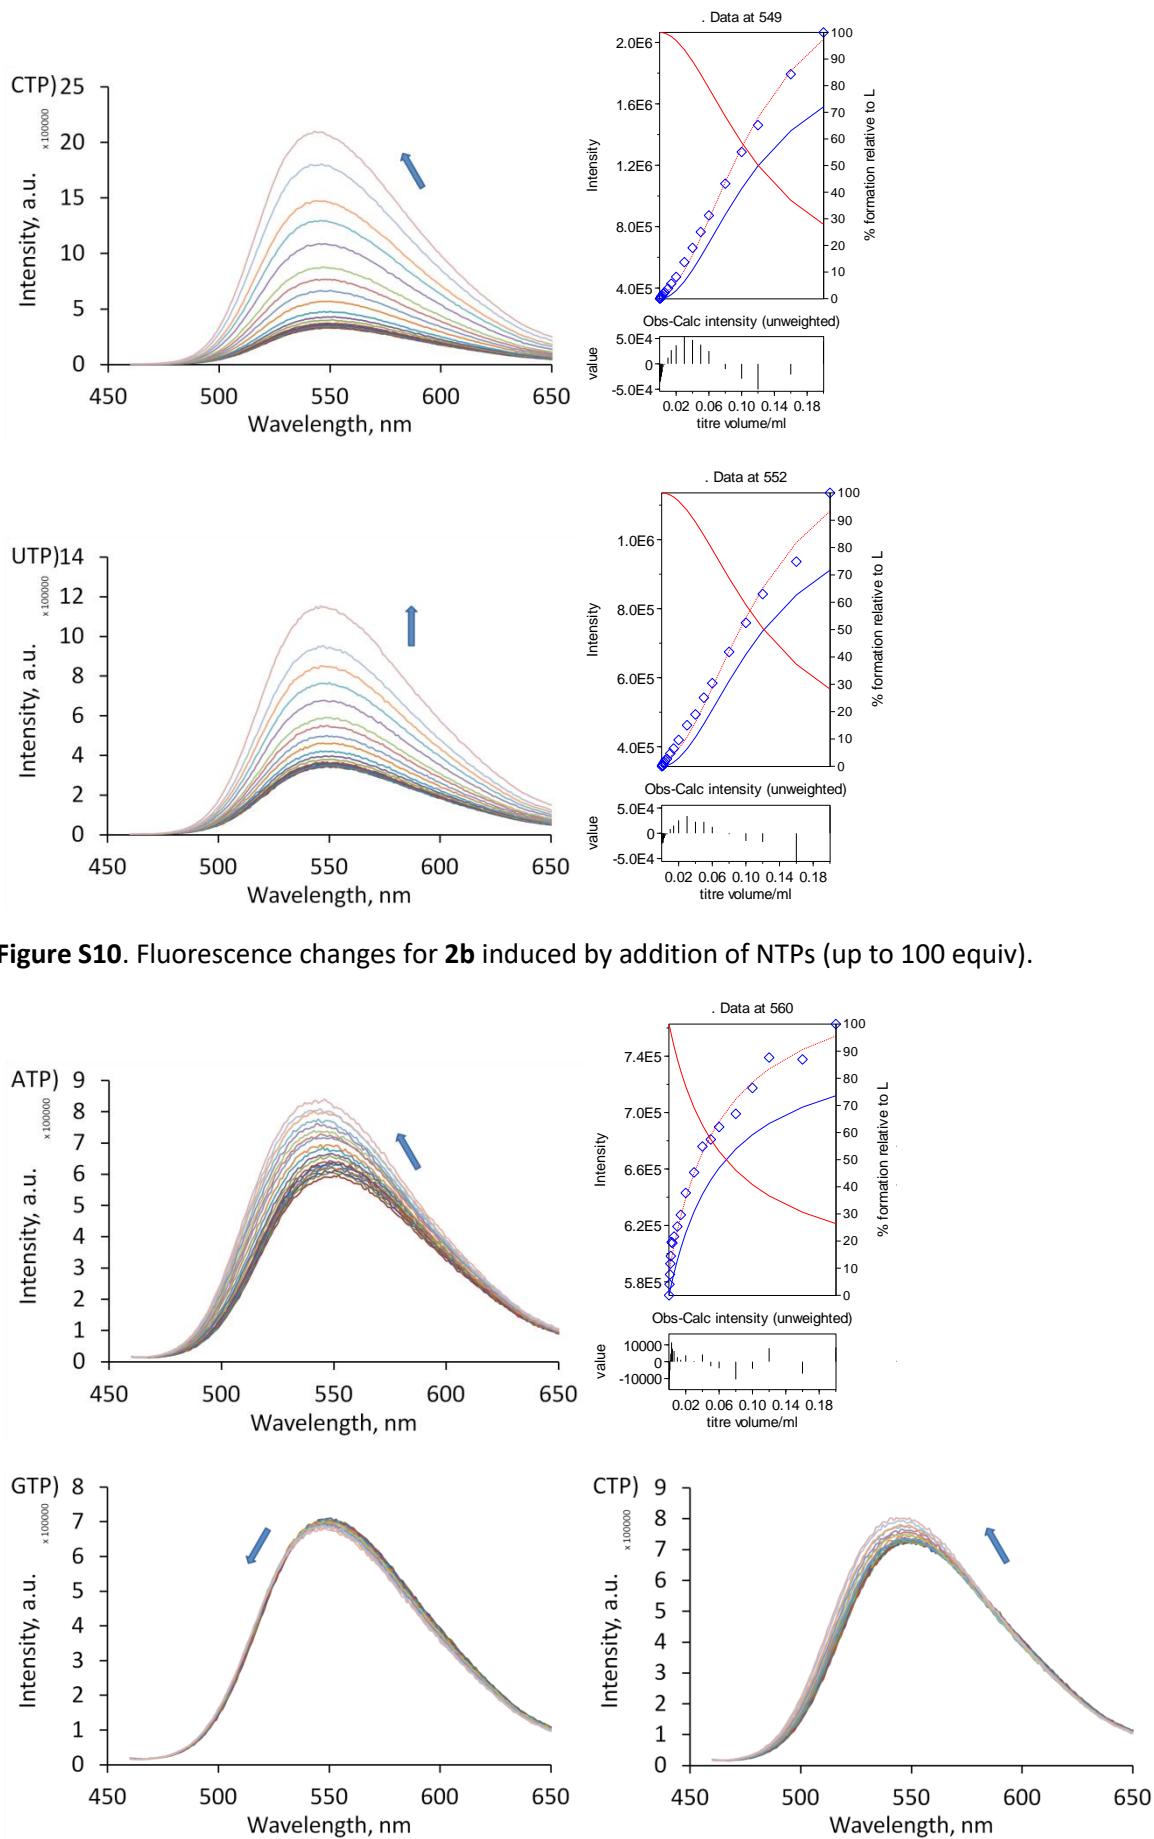 . Data at 549
CTP) 25
20
15
10
5
0
x 100000
Intensity, a.u.
450 500 550 600 650
Wavelength, nm
2.0E6
1.6E6
1.2E6
8.0E5
4.0E5
Intensity
100
90
80
70
60
50
40
30
20
10
0
% formation relative to L
Obs-Calc intensity (unweighted)
5.0E4
0
-5.0E4
value
0.02 0.06 0.10 0.14 0.18
titre volume/ml
. Data at 552
UTP) 14
12
10
8
6
4
2
0
x 100000
Intensity, a.u.
450 500 550 600 650
Wavelength, nm
1.0E6
8.0E5
6.0E5
4.0E5
Intensity
100
90
80
70
60
50
40
30
20
10
0
% formation relative to L
Obs-Calc intensity (unweighted)
5.0E4
0
-5.0E4
value
0.02 0.06 0.10 0.14 0.18
titre volume/ml
Figure S10. Fluorescence changes for 2b induced by addition of NTPs (up to 100 equiv).
. Data at 560
ATP) 9
8
7
6
5
4
3
2
1
0
x 100000
Intensity, a.u.
450 500 550 600 650
Wavelength, nm
7.4E5
7.0E5
6.6E5
6.2E5
5.8E5
Intensity
100
90
80
70
60
50
40
30
20
10
0
% formation relative to L
Obs-Calc intensity (unweighted)
10000
0
-10000
value
0.02 0.06 0.10 0.14 0.18
titre volume/ml
GTP) 8
7
6
5
4
3
2
1
0
x 100000
Intensity, a.u.
450 500 550 600 650
Wavelength, nm
CTP) 9
8
7
6
5
4
3
2
1
0
x 100000
Intensity, a.u.
450 500 550 600 650
Wavelength, nm